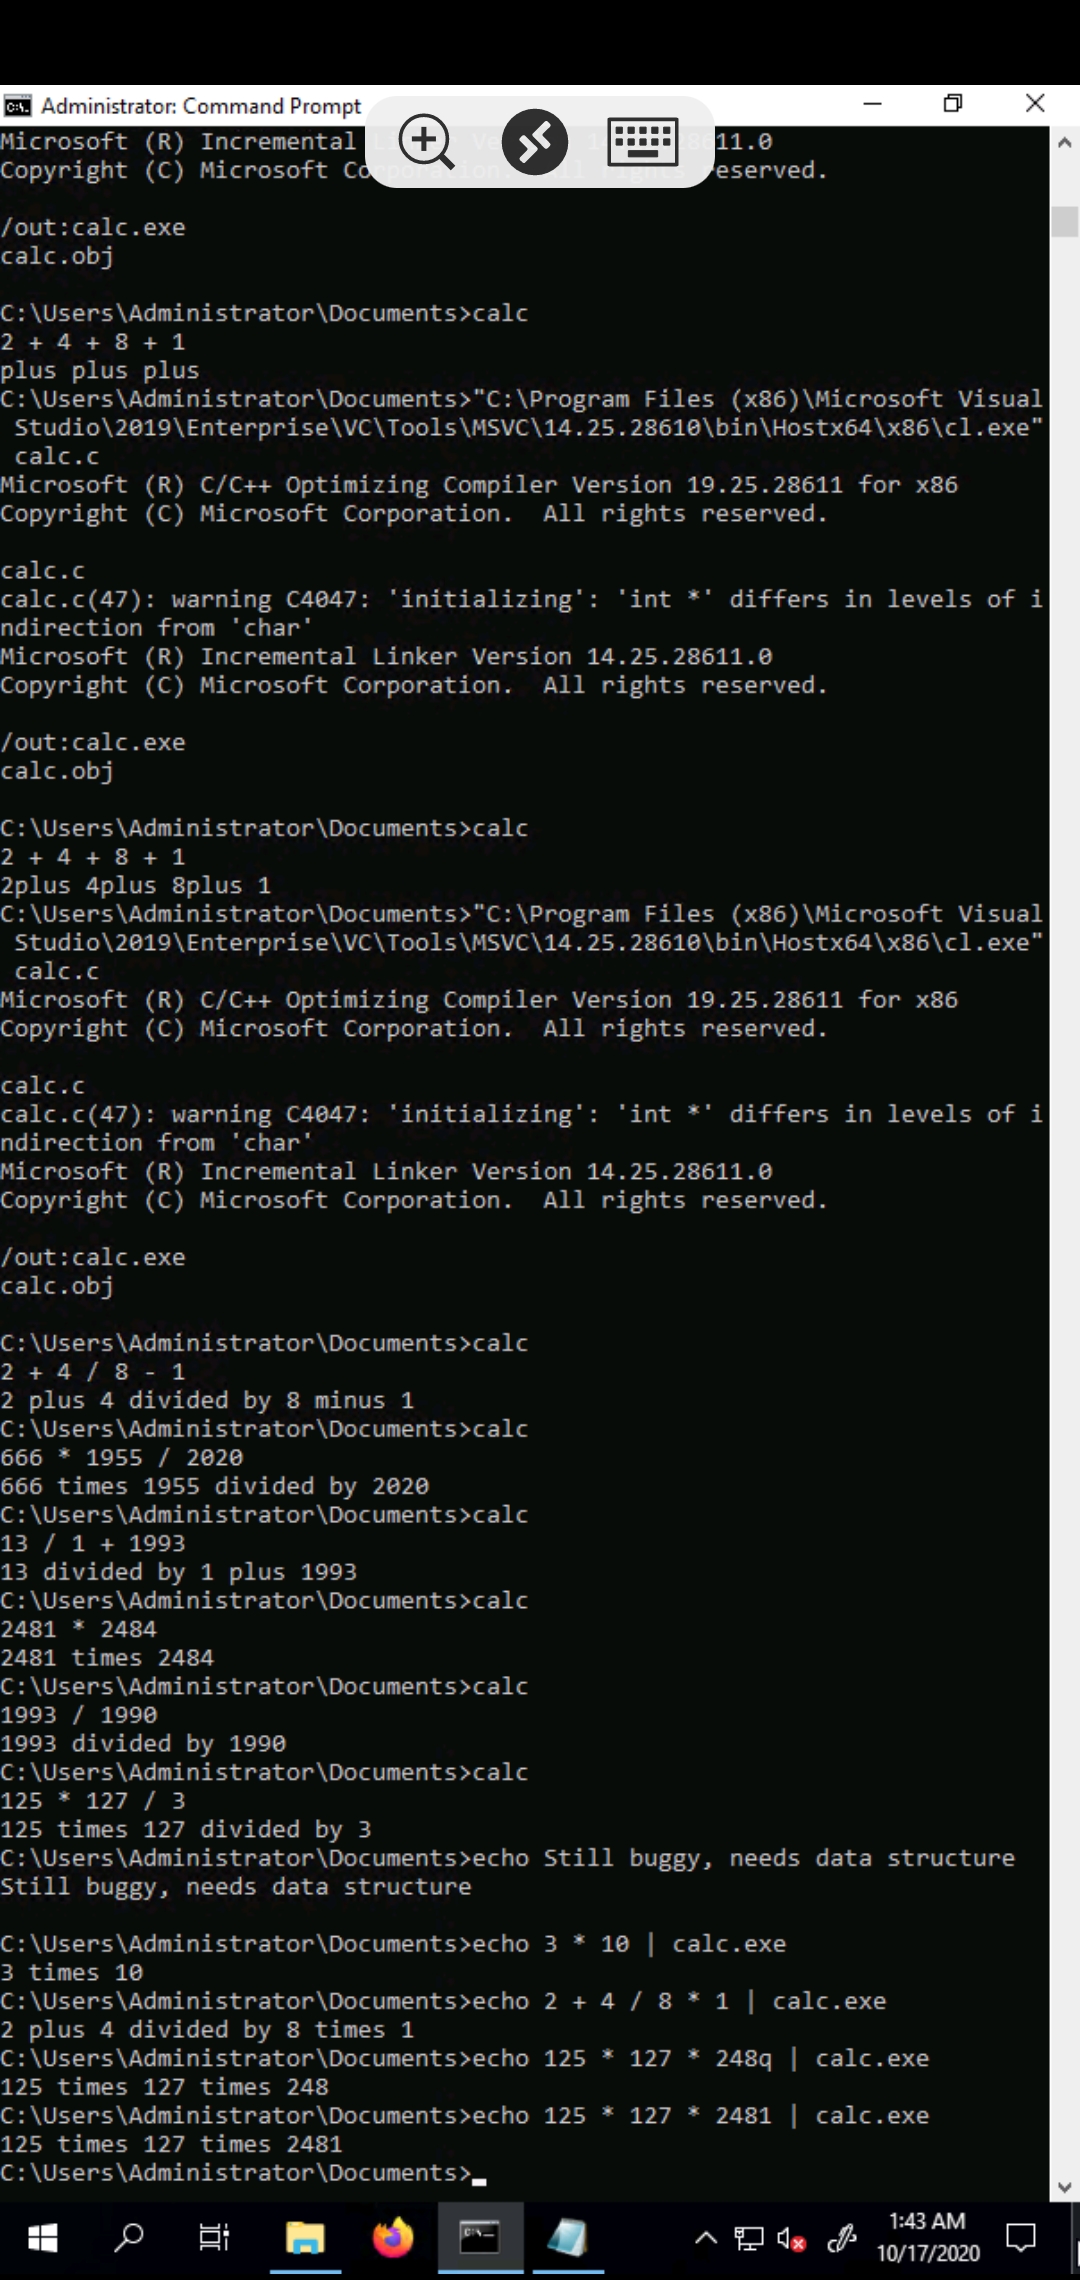 Administrator: Command Prompt
Microsoft (R) Incremental 11.0
Copyright (C) Microsoft Corporation. All rights reserved.
/out:calc.exe
calc.obj
C:\Users\Administrator\Documents>calc
2 + 4 + 8 + 1
plus plus plus
C:\Users\Administrator\Documents>"C:\Program Files (x86)\Microsoft Visual
Studio\2019\Enterprise\VC\Tools\MSVC\14.25.28610\bin\Hostx64\x86\cl.exe"
calc.c
Microsoft (R) C/C++ Optimizing Compiler Version 19.25.28611 for x86
Copyright (C) Microsoft Corporation.  All rights reserved.
calc.c
calc.c(47): warning C4047: 'initializing': 'int *' differs in levels of i
ndirection from 'char'
Microsoft (R) Incremental Linker Version 14.25.28611.0
Copyright (C) Microsoft Corporation.  All rights reserved.
/out:calc.exe
calc.obj
C:\Users\Administrator\Documents>calc
2 + 4 + 8 + 1
2plus 4plus 8plus 1
C:\Users\Administrator\Documents>"C:\Program Files (x86)\Microsoft Visual
Studio\2019\Enterprise\VC\Tools\MSVC\14.25.28610\bin\Hostx64\x86\cl.exe"
calc.c
Microsoft (R) C/C++ Optimizing Compiler Version 19.25.28611 for x86
Copyright (C) Microsoft Corporation.  All rights reserved.
calc.c
calc.c(47): warning C4047: 'initializing': 'int *' differs in levels of i
ndirection from 'char'
Microsoft (R) Incremental Linker Version 14.25.28611.0
Copyright (C) Microsoft Corporation.  All rights reserved.
/out:calc.exe
calc.obj
C:\Users\Administrator\Documents>calc
2 + 4 / 8 - 1
2 plus 4 divided by 8 minus 1
C:\Users\Administrator\Documents>calc
666 * 1955 / 2020
666 times 1955 divided by 2020
C:\Users\Administrator\Documents>calc
13 / 1 + 1993
13 divided by 1 plus 1993
C:\Users\Administrator\Documents>calc
2481 * 2484
2481 times 2484
C:\Users\Administrator\Documents>calc
1993 / 1990
1993 divided by 1990
C:\Users\Administrator\Documents>calc
125 * 127 / 3
125 times 127 divided by 3
C:\Users\Administrator\Documents>echo Still buggy, needs data structure
Still buggy, needs data structure
C:\Users\Administrator\Documents>echo 3 * 10 | calc.exe
3 times 10
C:\Users\Administrator\Documents>echo 2 + 4 / 8 * 1 | calc.exe
2 plus 4 divided by 8 times 1
C:\Users\Administrator\Documents>echo 125 * 127 * 248q | calc.exe
125 times 127 times 248
C:\Users\Administrator\Documents>echo 125 * 127 * 2481 | calc.exe
125 times 127 times 2481
C:\Users\Administrator\Documents>_
1:43 AM
10/17/2020